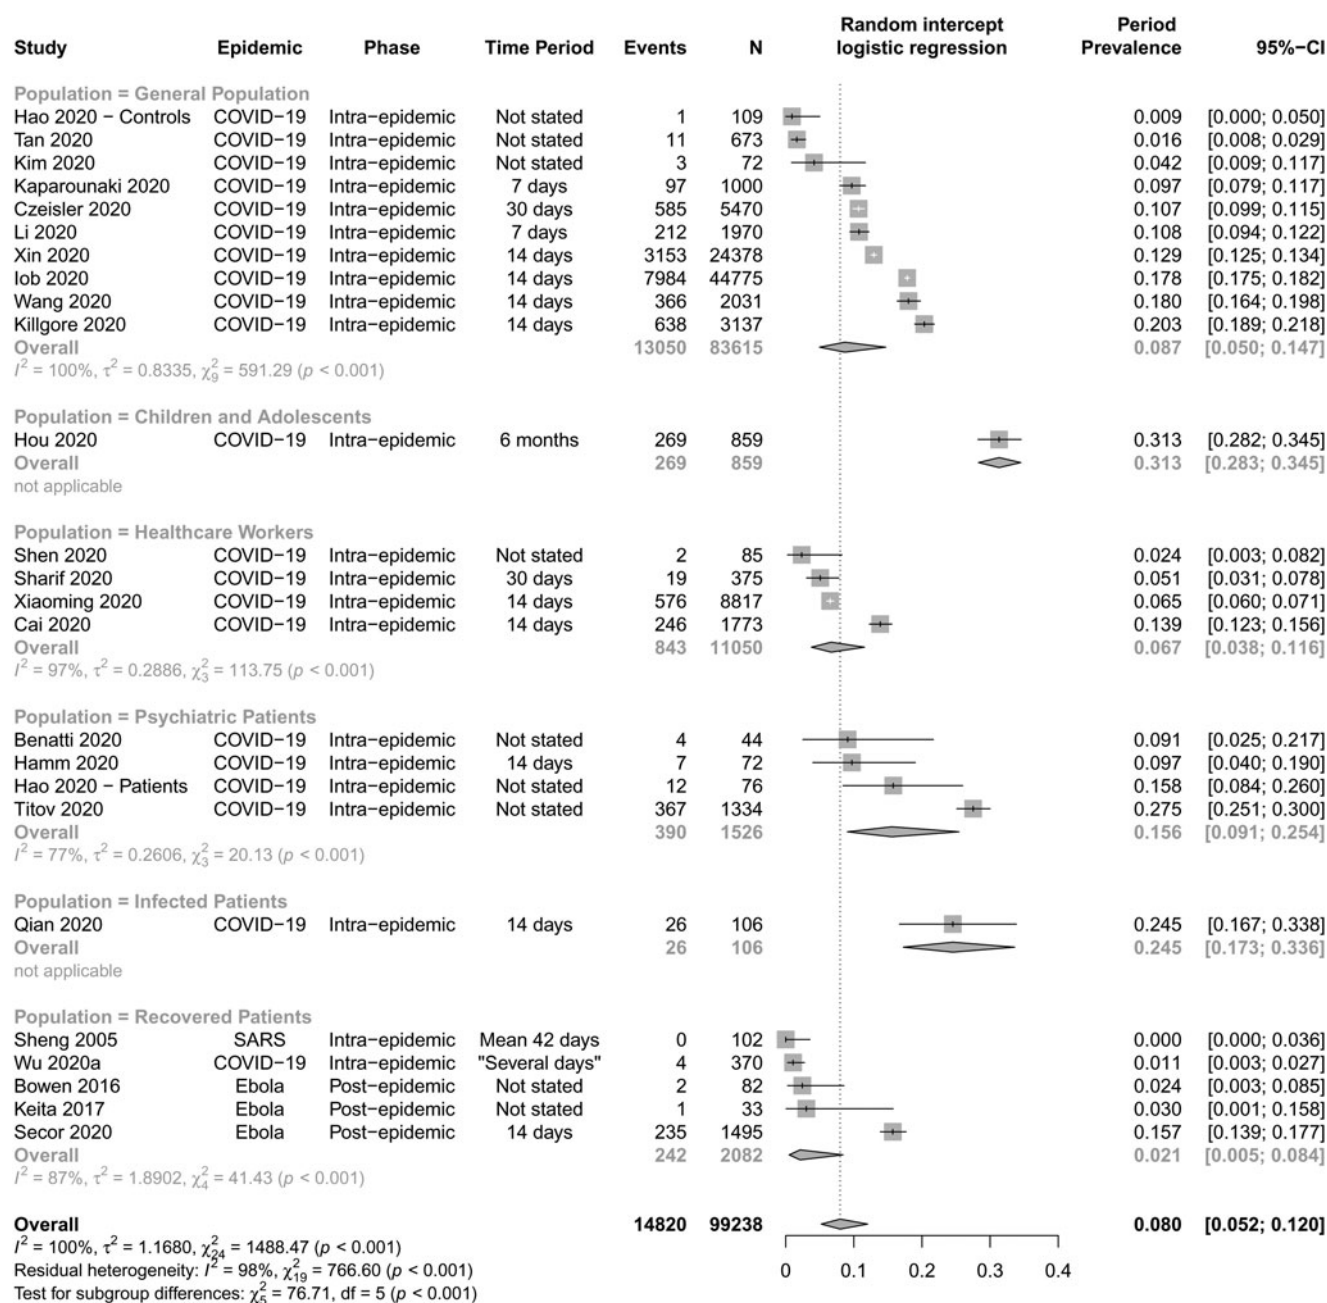 Random intercept Period
Study Epidemic Phase Time Period Events N logistic regression Prevalence 95%−CI
Population = General Population
Hao 2020 − Controls COVID−19 Intra−epidemic Not stated 1 109 0.009 [0.000; 0.050]
Tan 2020 COVID−19 Intra−epidemic Not stated 11 673 0.016 [0.008; 0.029]
Kim 2020 COVID−19 Intra−epidemic Not stated 3 72 0.042 [0.009; 0.117]
Kaparounaki 2020 COVID−19 Intra−epidemic 7 days 97 1000 0.097 [0.079; 0.117]
Czeisler 2020 COVID−19 Intra−epidemic 30 days 585 5470 0.107 [0.099; 0.115]
Li 2020 COVID−19 Intra−epidemic 7 days 212 1970 0.108 [0.094; 0.122]
Xin 2020 COVID−19 Intra−epidemic 14 days 3153 24378 0.129 [0.125; 0.134]
Iob 2020 COVID−19 Intra−epidemic 14 days 7984 44775 0.178 [0.175; 0.182]
Wang 2020 COVID−19 Intra−epidemic 14 days 366 2031 0.180 [0.164; 0.198]
Killgore 2020 COVID−19 Intra−epidemic 14 days 638 3137 0.203 [0.189; 0.218]
Overall 13050 83615 0.087 [0.050; 0.147]
I² = 100%, τ² = 0.8335, χ²₉ = 591.29 (p < 0.001)
Population = Children and Adolescents
Hou 2020 COVID−19 Intra−epidemic 6 months 269 859 0.313 [0.282; 0.345]
Overall 269 859 0.313 [0.283; 0.345]
not applicable
Population = Healthcare Workers
Shen 2020 COVID−19 Intra−epidemic Not stated 2 85 0.024 [0.003; 0.082]
Sharif 2020 COVID−19 Intra−epidemic 30 days 19 375 0.051 [0.031; 0.078]
Xiaoming 2020 COVID−19 Intra−epidemic 14 days 576 8817 0.065 [0.060; 0.071]
Cai 2020 COVID−19 Intra−epidemic 14 days 246 1773 0.139 [0.123; 0.156]
Overall 843 11050 0.067 [0.038; 0.116]
I² = 97%, τ² = 0.2886, χ²₃ = 113.75 (p < 0.001)
Population = Psychiatric Patients
Benatti 2020 COVID−19 Intra−epidemic Not stated 4 44 0.091 [0.025; 0.217]
Hamm 2020 COVID−19 Intra−epidemic 14 days 7 72 0.097 [0.040; 0.190]
Hao 2020 − Patients COVID−19 Intra−epidemic Not stated 12 76 0.158 [0.084; 0.260]
Titov 2020 COVID−19 Intra−epidemic Not stated 367 1334 0.275 [0.251; 0.300]
Overall 390 1526 0.156 [0.091; 0.254]
I² = 77%, τ² = 0.2606, χ²₃ = 20.13 (p < 0.001)
Population = Infected Patients
Qian 2020 COVID−19 Intra−epidemic 14 days 26 106 0.245 [0.167; 0.338]
Overall 26 106 0.245 [0.173; 0.336]
not applicable
Population = Recovered Patients
Sheng 2005 SARS Intra−epidemic Mean 42 days 0 102 0.000 [0.000; 0.036]
Wu 2020a COVID−19 Intra−epidemic "Several days" 4 370 0.011 [0.003; 0.027]
Bowen 2016 Ebola Post−epidemic Not stated 2 82 0.024 [0.003; 0.085]
Keita 2017 Ebola Post−epidemic Not stated 1 33 0.030 [0.001; 0.158]
Secor 2020 Ebola Post−epidemic 14 days 235 1495 0.157 [0.139; 0.177]
Overall 242 2082 0.021 [0.005; 0.084]
I² = 87%, τ² = 1.8902, χ²₄ = 41.43 (p < 0.001)
Overall 14820 99238 0.080 [0.052; 0.120]
I² = 100%, τ² = 1.1680, χ²₂₄ = 1488.47 (p < 0.001)
Residual heterogeneity: I² = 98%, χ²₁₉ = 766.60 (p < 0.001)
Test for subgroup differences: χ²₅ = 76.71, df = 5 (p < 0.001)
0 0.1 0.2 0.3 0.4